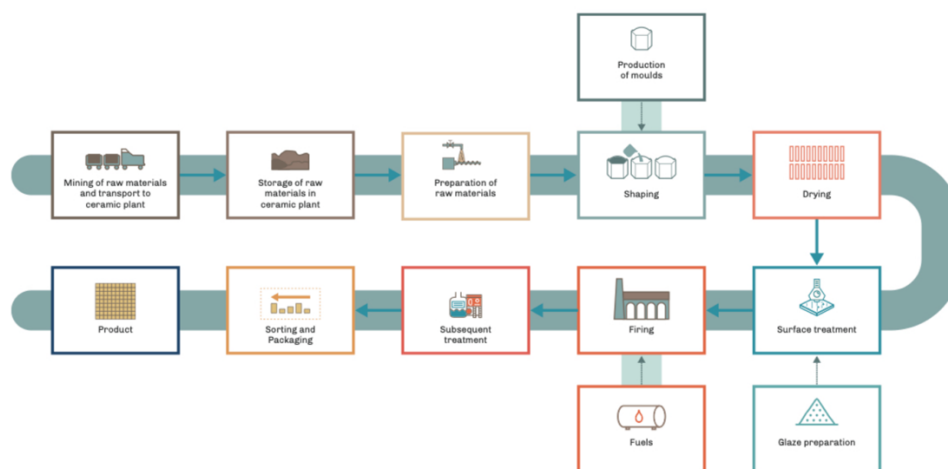 Production
of moulds
Mining of raw materials
and transport to
ceramic plant
Storage of raw
materials in
ceramic plant
Preparation of
raw materials
Shaping
Drying
Product
Sorting and
Packaging
Subsequent
treatment
Firing
Surface treatment
Fuels
Glaze preparation